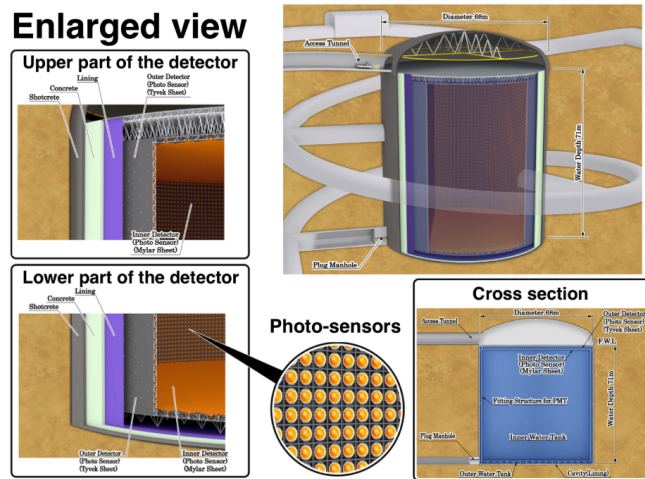 Enlarged view
Upper part of the detector
Lining
Concrete
Shotcrete
Outer Detector
(Photo Sensor)
(Tyvek Sheet)
Inner Detector
(Photo Sensor)
(Mylar Sheet)
Lower part of the detector
Lining
Concrete
Shotcrete
Outer Detector
(Photo Sensor)
(Tyvek Sheet)
Inner Detector
(Photo Sensor)
(Mylar Sheet)
Photo-sensors
Diameter 68m
Access Tunnel
Water Depth 71m
Plug Manhole
Cross section
Diameter 68m
Outer Detector
(Photo Sensor)
(Tyvek Sheet)
Access Tunnel
F.W.L
Inner Detector
(Photo Sensor)
(Mylar Sheet)
Fitting Structure for PMT
Water Depth 71m
Inner Water Tank
Plug Manhole
Outer Water Tank
Cavity(Lining)